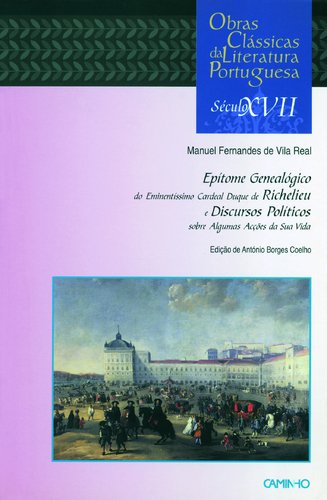 Obras
Clássicas
da Literatura
Portuguesa
Século XVII
Manuel Fernandes de Vila Real
Epítome Genealógico
do Eminentíssimo Cardeal Duque de Richelieu
e Discursos Políticos
sobre Algumas Acções da Sua Vida
Edição de António Borges Coelho
CAMINHO